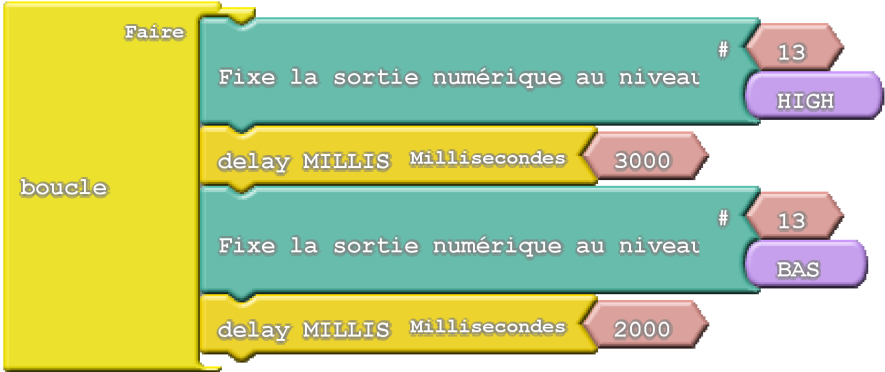 Faire
boucle
Fixe la sortie numérique au niveau # 13
HIGH
delay MILLIS Millisecondes 3000
Fixe la sortie numérique au niveau # 13
BAS
delay MILLIS Millisecondes 2000